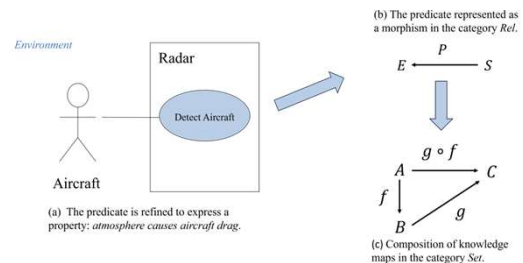 Environment
Radar
Detect Aircraft
Aircraft
(a) The predicate is refined to express a
property: atmosphere causes aircraft drag.
(b) The predicate represented as
a morphism in the category Rel.
P
E
S
g ∘ f
A
C
f
g
B
(c) Composition of knowledge
maps in the category Set.